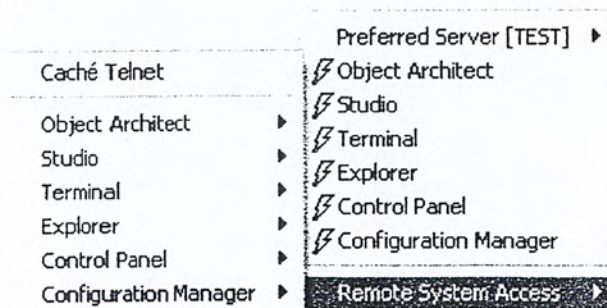 Preferred Server [TEST]
Object Architect
Studio
Terminal
Explorer
Control Panel
Configuration Manager
Remote System Access
Caché Telnet
Object Architect
Studio
Terminal
Explorer
Control Panel
Configuration Manager